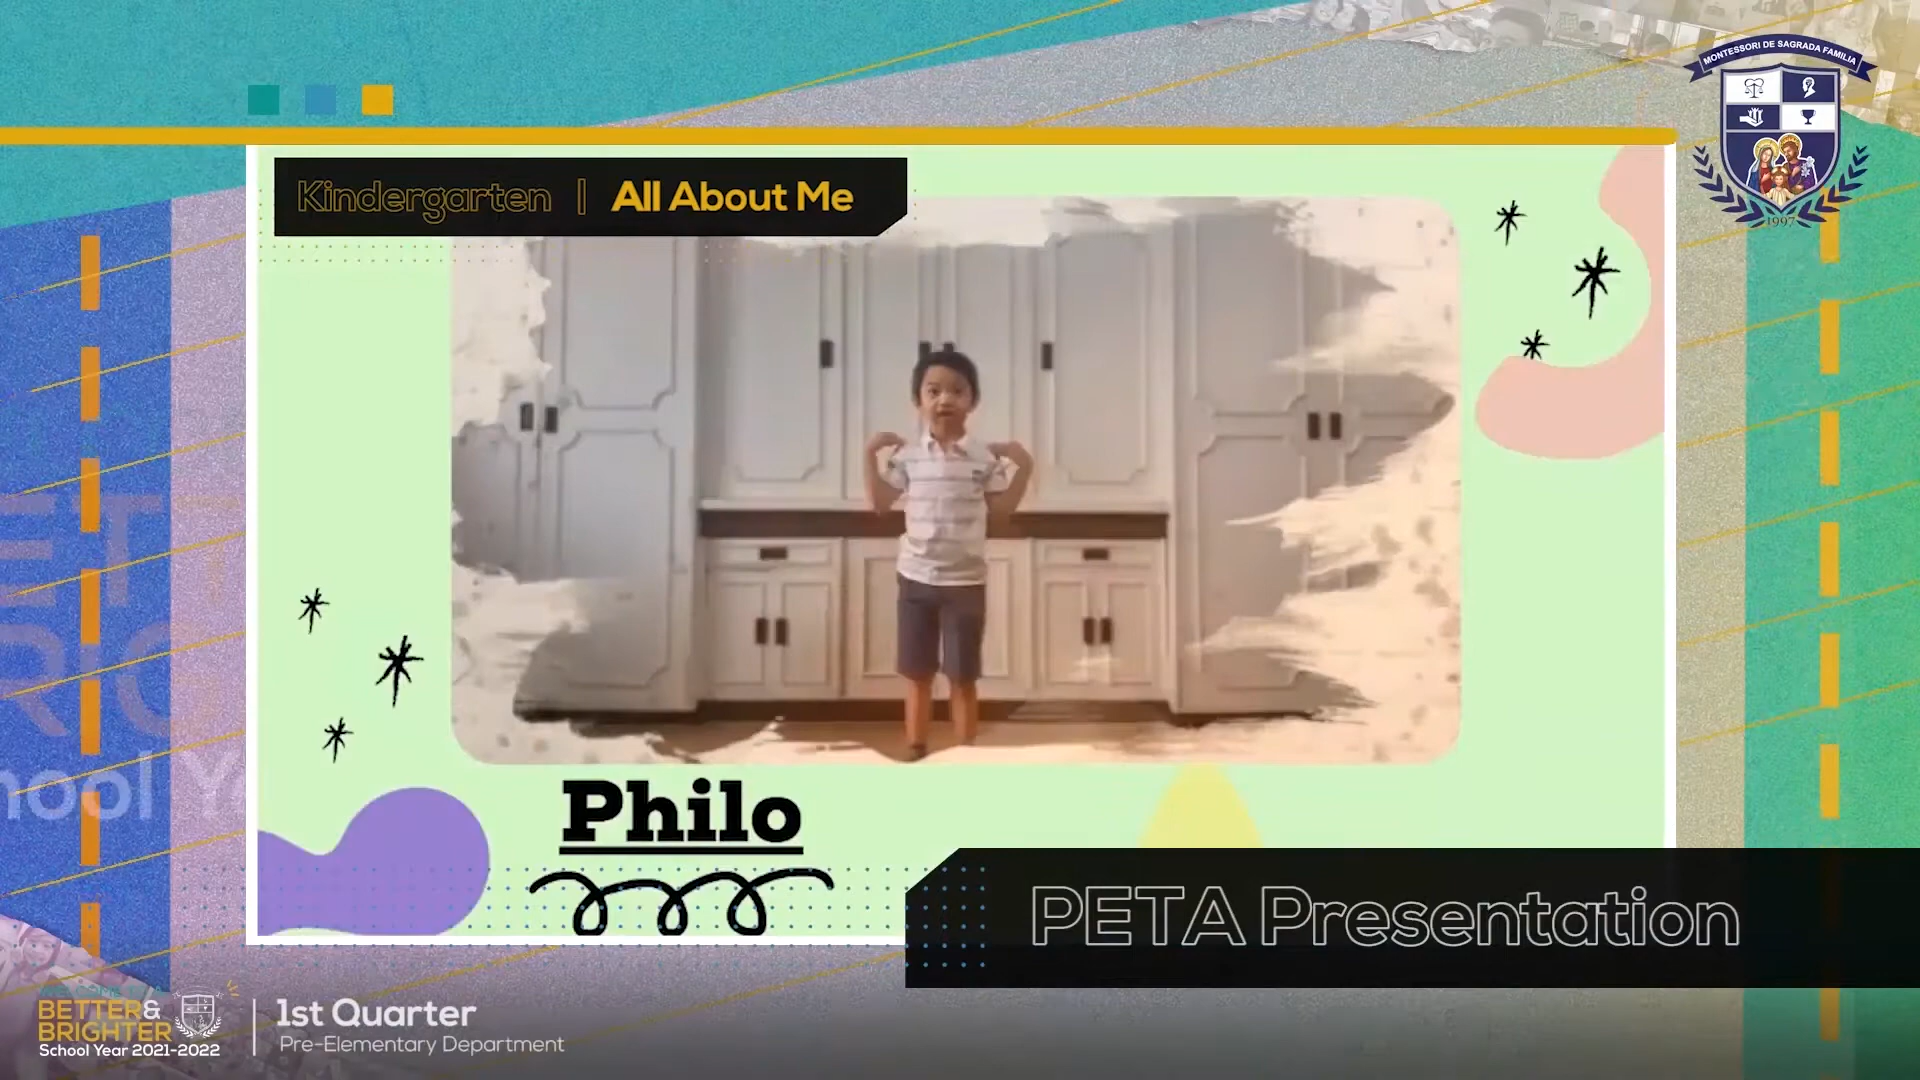 MONTESSORI DE SAGRADA FAMILIA
1997
Kindergarten | All About Me
Philo
PETA Presentation
BETTER&
BRIGHTER
School Year 2021-2022
1st Quarter
Pre-Elementary Department